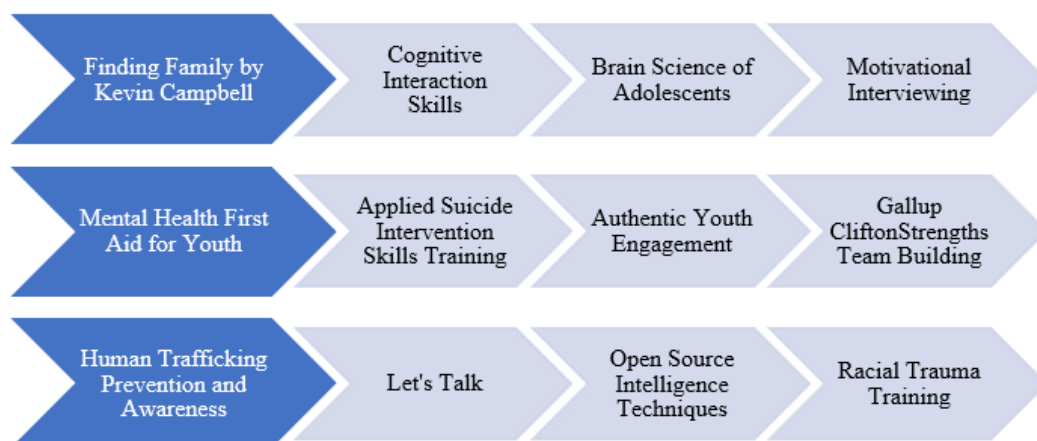 Finding Family by
Kevin Campbell
Cognitive
Interaction
Skills
Brain Science of
Adolescents
Motivational
Interviewing
Mental Health First
Aid for Youth
Applied Suicide
Intervention
Skills Training
Authentic Youth
Engagement
Gallup
CliftonStrengths
Team Building
Human Trafficking
Prevention and
Awareness
Let's Talk
Open Source
Intelligence
Techniques
Racial Trauma
Training